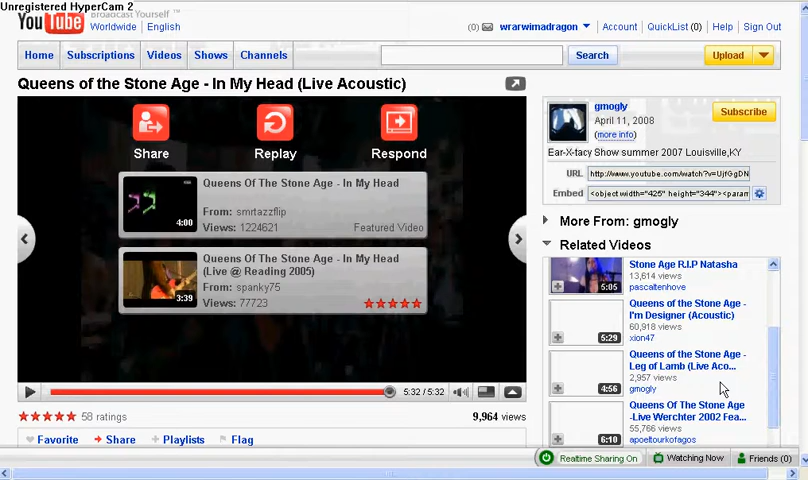 Unregistered HyperCam 2
YouTube Broadcast Yourself™
Worldwide | English
(0) wrarwimadragon | Account | QuickList (0) | Help | Sign Out
Home | Subscriptions | Videos | Shows | Channels
Search
Upload
Queens of the Stone Age - In My Head (Live Acoustic)
Share
Replay
Respond
Queens Of The Stone Age - In My Head
From: smrtazzflip
Views: 1224621
Featured Video
4:00
Queens Of The Stone Age - In My Head
(Live @ Reading 2005)
From: spanky75
Views: 77723
3:39
5:32 / 5:32
58 ratings
9,964 views
Favorite
Share
Playlists
Flag
gmogly
April 11, 2008
(more info)
Subscribe
Ear-X-tacy Show summer 2007 Louisville,KY
URL http://www.youtube.com/watch?v=UjfGgDN
Embed <object width="425" height="344"><param
More From: gmogly
Related Videos
Stone Age R.I.P Natasha
13,614 views
pascaltenhove
5:05
Queens of the Stone Age -
I'm Designer (Acoustic)
60,918 views
xion47
5:29
Queens of the Stone Age -
Leg of Lamb (Live Aco...
2,957 views
gmogly
4:56
Queens Of The Stone Age
-Live Werchter 2002 Fea...
55,766 views
apoeltourkofagos
6:10
Realtime Sharing On
Watching Now
Friends (0)